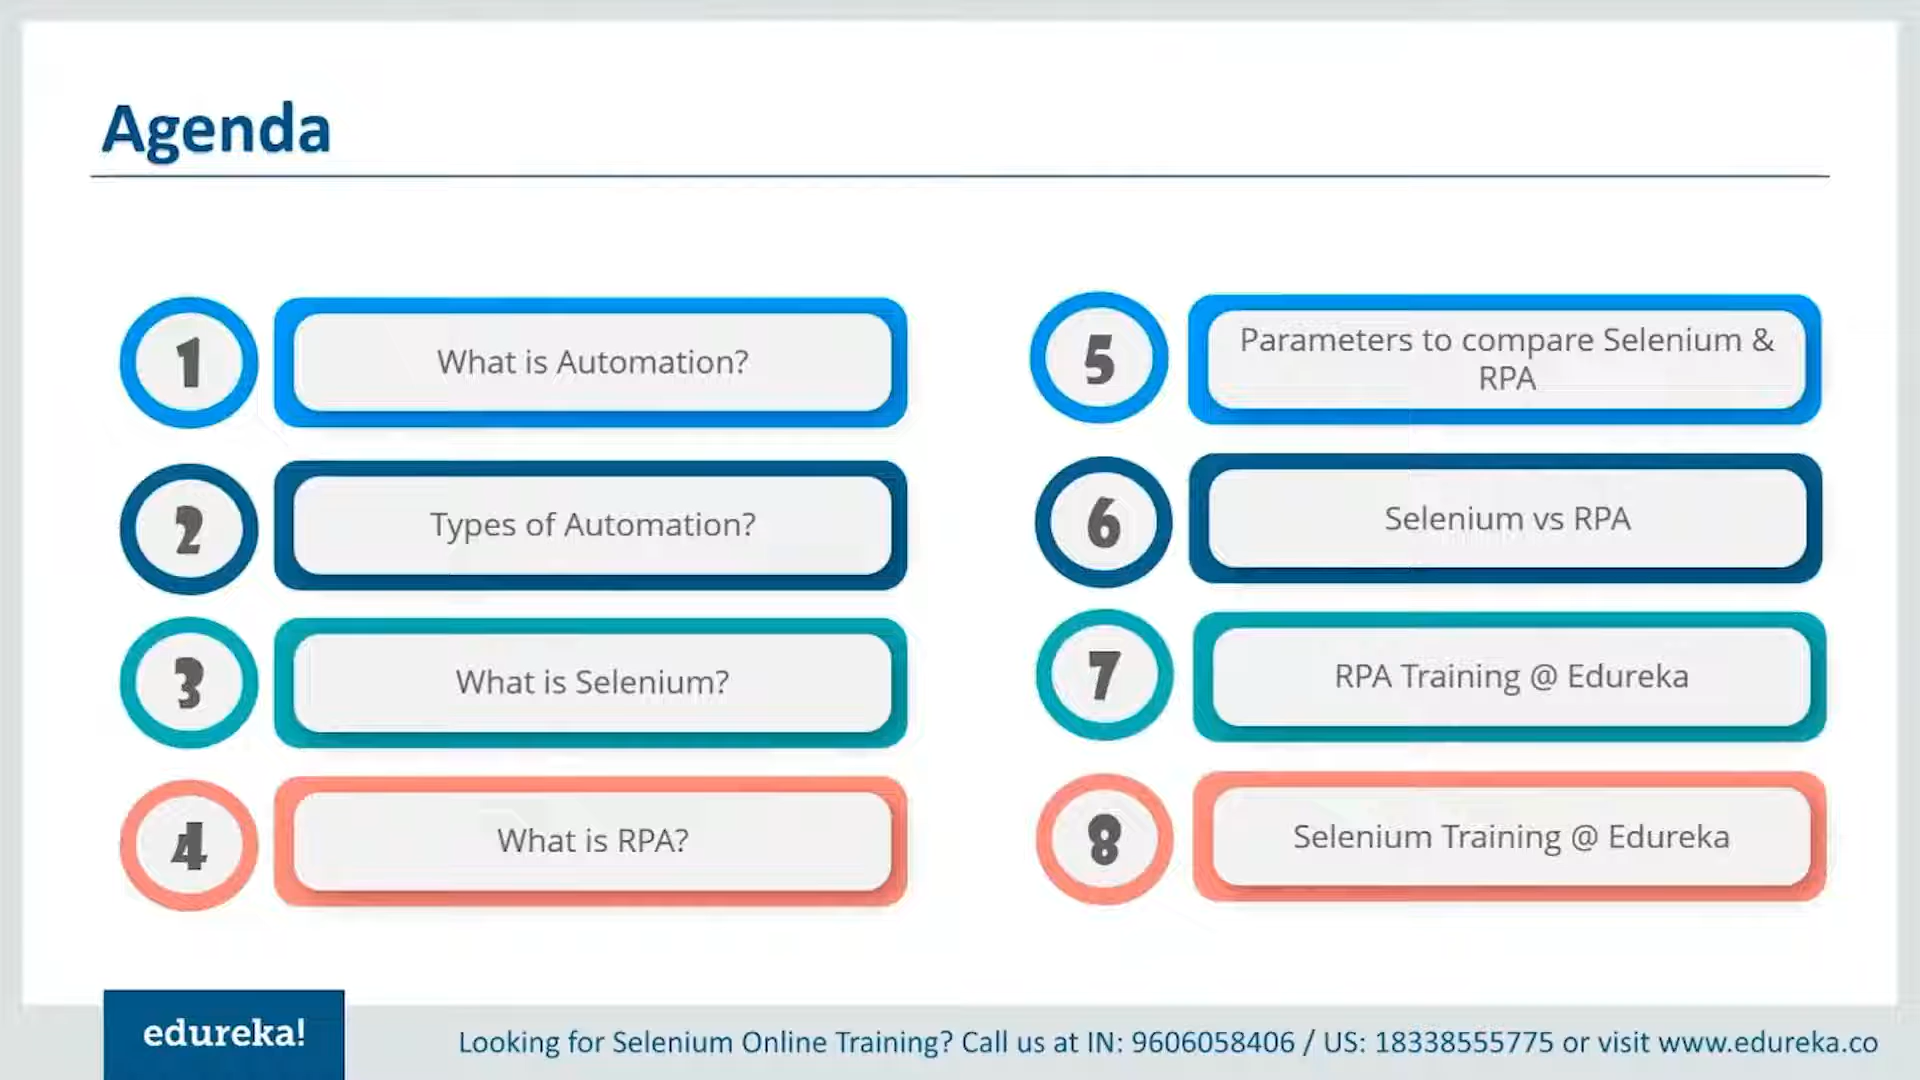 Agenda
1
What is Automation?
2
Types of Automation?
3
What is Selenium?
4
What is RPA?
5
Parameters to compare Selenium &
RPA
6
Selenium vs RPA
7
RPA Training @ Edureka
8
Selenium Training @ Edureka
edureka!
Looking for Selenium Online Training? Call us at IN: 9606058406 / US: 18338555775 or visit www.edureka.co